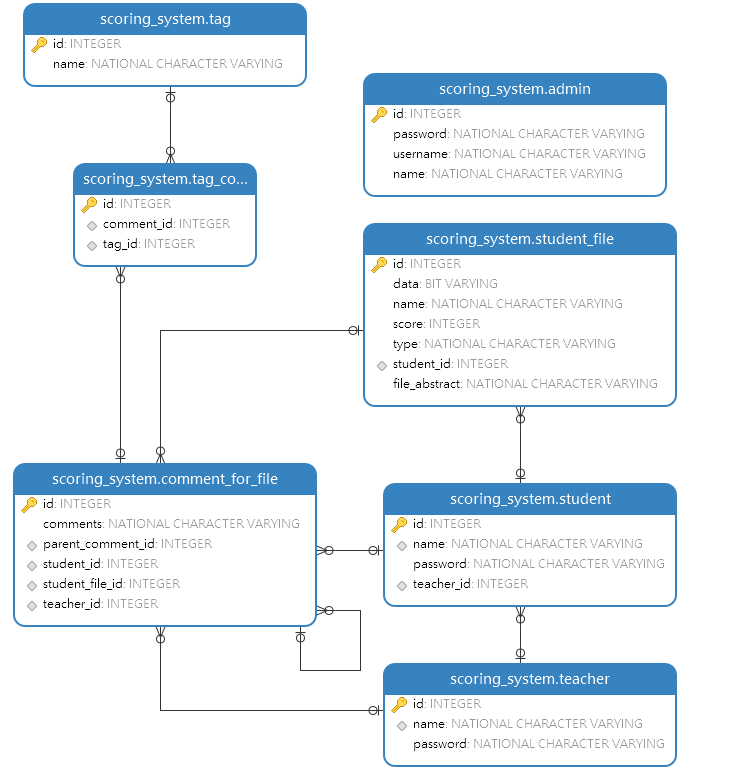 scoring_system.tag
id: INTEGER
name: NATIONAL CHARACTER VARYING
scoring_system.admin
id: INTEGER
password: NATIONAL CHARACTER VARYING
username: NATIONAL CHARACTER VARYING
name: NATIONAL CHARACTER VARYING
scoring_system.tag_co...
id: INTEGER
comment_id: INTEGER
tag_id: INTEGER
scoring_system.student_file
id: INTEGER
data: BIT VARYING
name: NATIONAL CHARACTER VARYING
score: INTEGER
type: NATIONAL CHARACTER VARYING
student_id: INTEGER
file_abstract: NATIONAL CHARACTER VARYING
scoring_system.comment_for_file
id: INTEGER
comments: NATIONAL CHARACTER VARYING
parent_comment_id: INTEGER
student_id: INTEGER
student_file_id: INTEGER
teacher_id: INTEGER
scoring_system.student
id: INTEGER
name: NATIONAL CHARACTER VARYING
password: NATIONAL CHARACTER VARYING
teacher_id: INTEGER
scoring_system.teacher
id: INTEGER
name: NATIONAL CHARACTER VARYING
password: NATIONAL CHARACTER VARYING